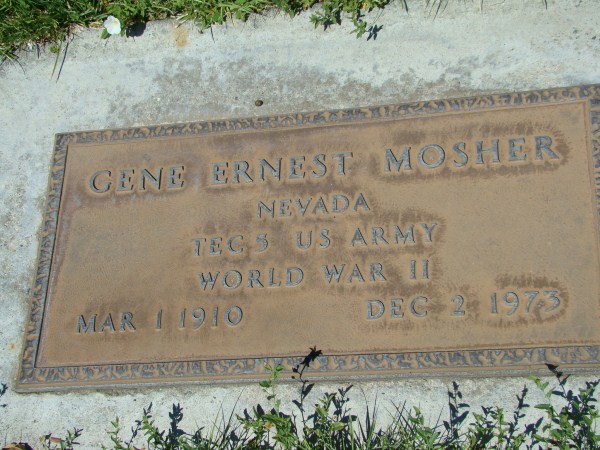 GENE ERNEST MOSHER
NEVADA
TEC 5 US ARMY
WORLD WAR II
MAR 1 1910 DEC 2 1973